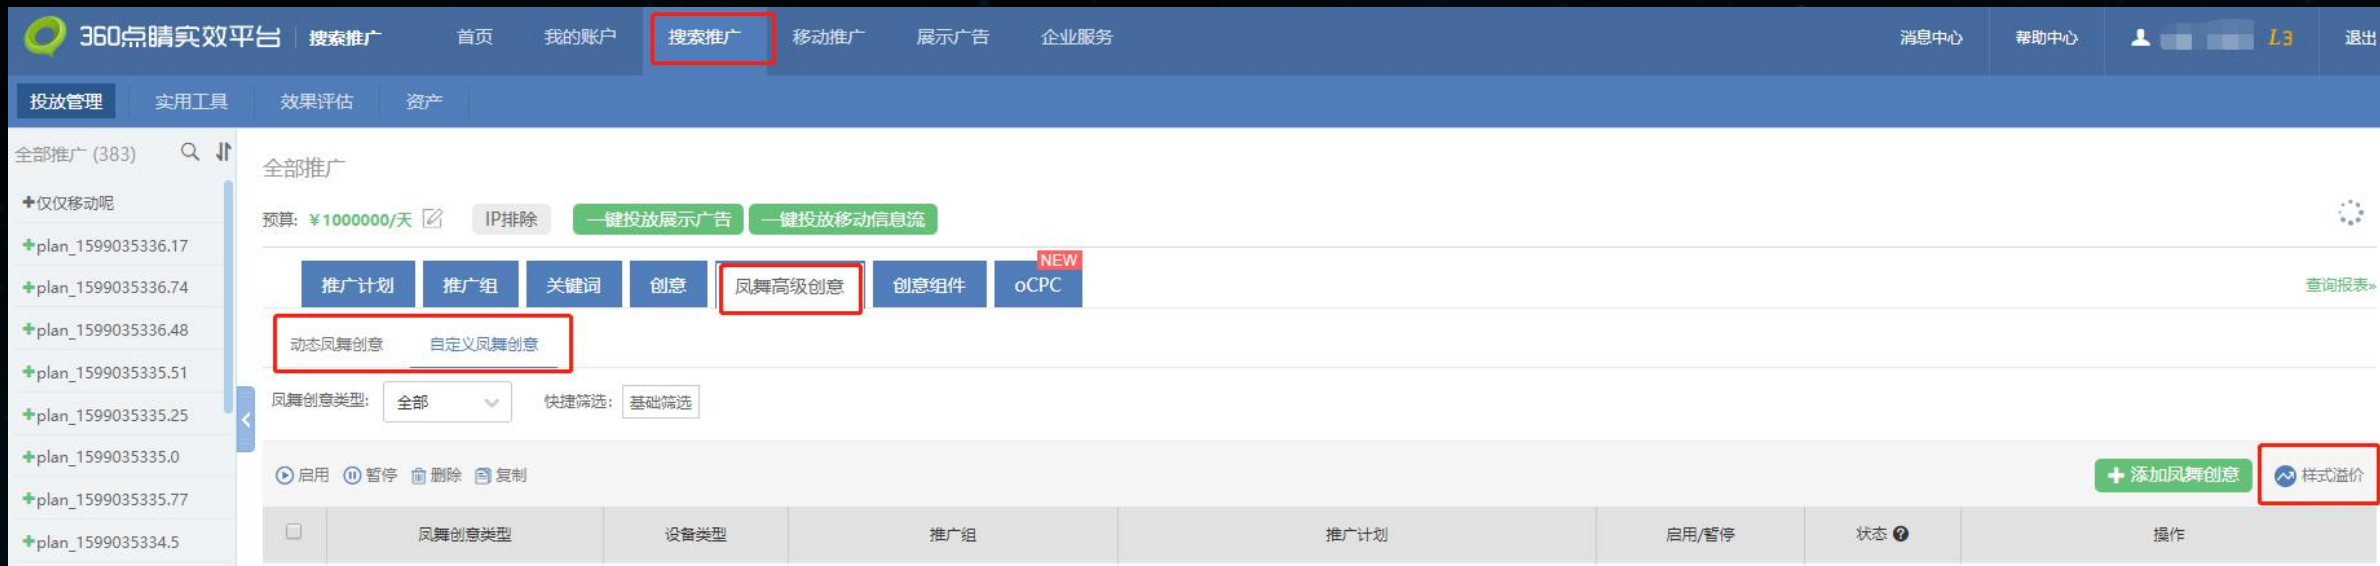 360点睛实效平台 搜索推广 首页 我的账户 搜索推广 移动推广 展示广告 企业服务 消息中心 帮助中心 L3 退出
投放管理 实用工具 效果评估 资产
全部推广 (383)
全部推广
仅仅移动呢
预算: ¥1000000/天 IP排除 一键投放展示广告 一键投放移动信息流
plan_1599035336.17
NEW
推广计划 推广组 关键词 创意 凤舞高级创意 创意组件 oCPC 查询报表»
plan_1599035336.74
plan_1599035336.48
动态凤舞创意 自定义凤舞创意
plan_1599035335.51
凤舞创意类型: 全部 快捷筛选: 基础筛选
plan_1599035335.25
plan_1599035335.0
启用 暂停 删除 复制 添加凤舞创意 样式溢价
plan_1599035335.77
凤舞创意类型 设备类型 推广组 推广计划 启用/暂停 状态 操作
plan_1599035334.5